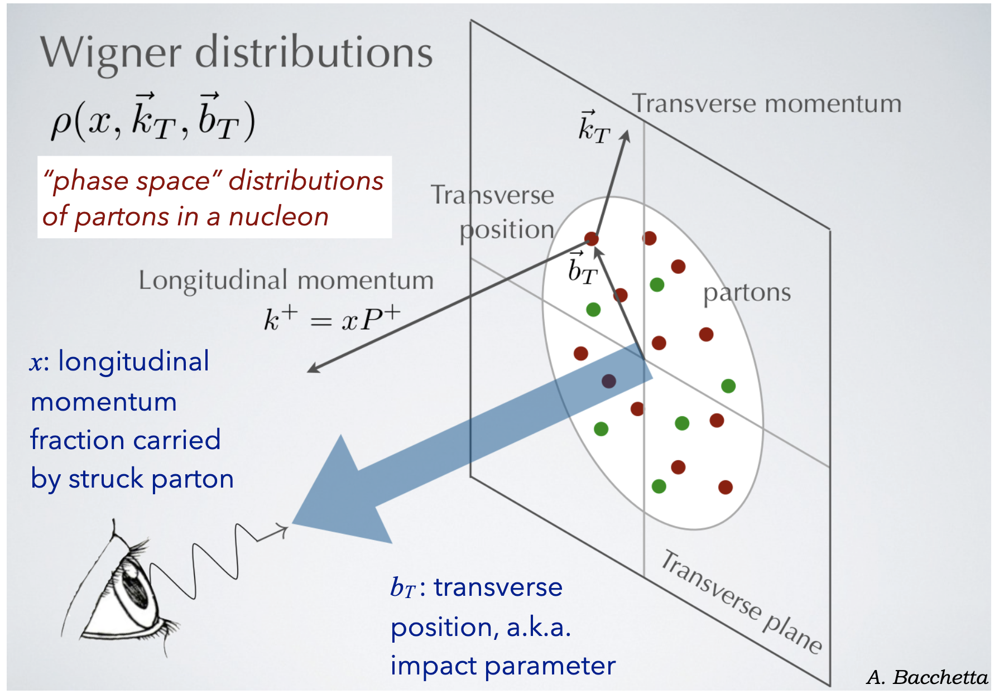 Wigner distributions
ρ(x, k⃗_T, b⃗_T)
“phase space” distributions
of partons in a nucleon
Transverse momentum
k⃗_T
Transverse
position
b⃗_T
partons
Longitudinal momentum
k⁺ = xP⁺
x: longitudinal
momentum
fraction carried
by struck parton
b_T: transverse
position, a.k.a.
impact parameter
Transverse plane
A. Bacchetta